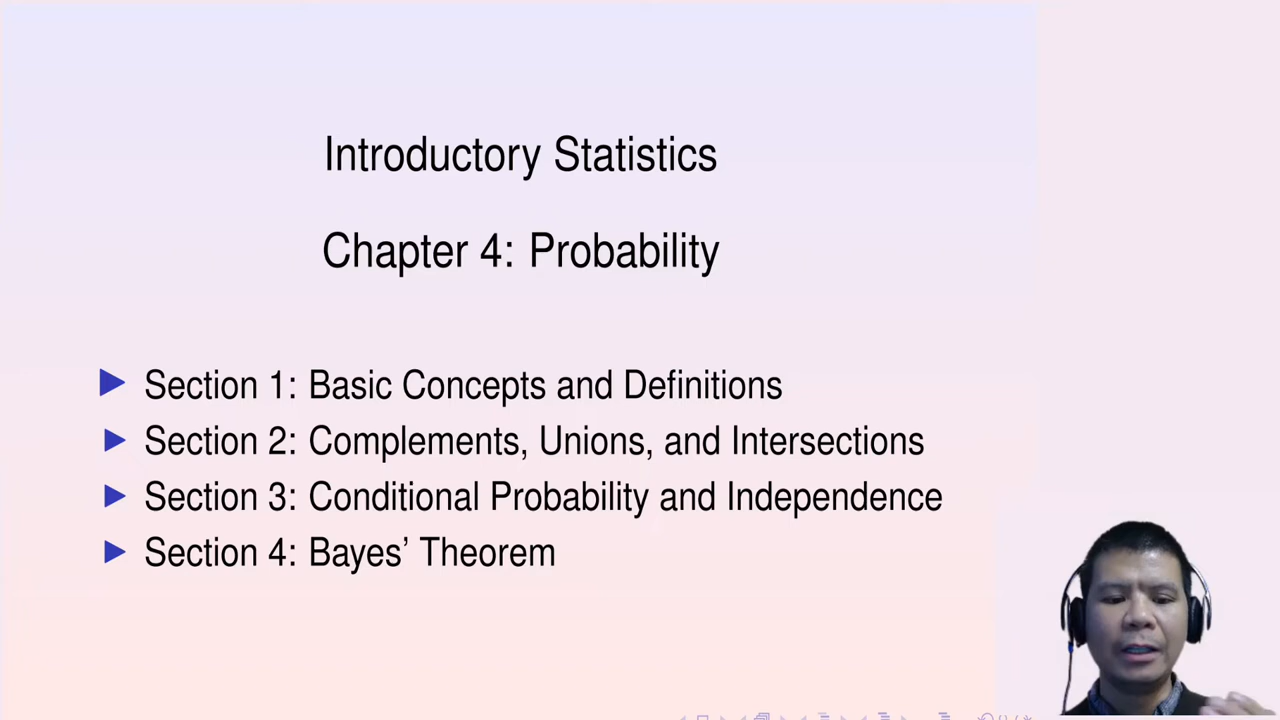 Introductory Statistics
Chapter 4: Probability
Section 1: Basic Concepts and Definitions
Section 2: Complements, Unions, and Intersections
Section 3: Conditional Probability and Independence
Section 4: Bayes’ Theorem